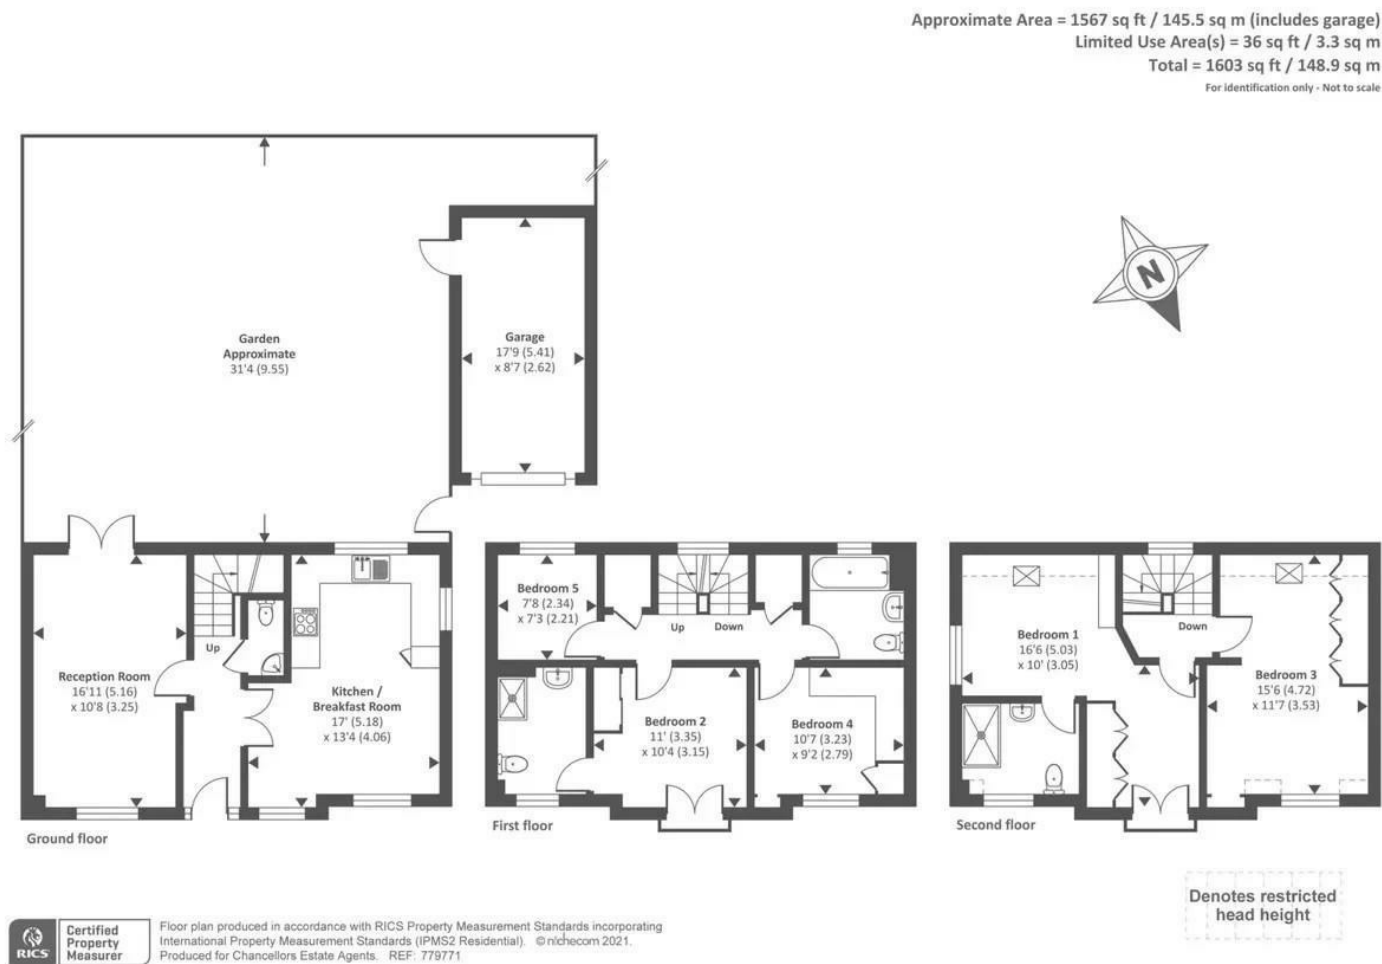 Approximate Area = 1567 sq ft / 145.5 sq m (includes garage)
Limited Use Area(s) = 36 sq ft / 3.3 sq m
Total = 1603 sq ft / 148.9 sq m
For identification only - Not to scale
N
Garden
Approximate
31'4 (9.55)
Garage
17'9 (5.41)
x 8'7 (2.62)
Reception Room
16'11 (5.16)
x 10'8 (3.25)
Up
Kitchen /
Breakfast Room
17' (5.18)
x 13'4 (4.06)
Ground floor
Bedroom 5
7'8 (2.34)
x 7'3 (2.21)
Up
Down
Bedroom 2
11' (3.35)
x 10'4 (3.15)
Bedroom 4
10'7 (3.23)
x 9'2 (2.79)
First floor
Bedroom 1
16'6 (5.03)
x 10' (3.05)
Down
Bedroom 3
15'6 (4.72)
x 11'7 (3.53)
Second floor
Denotes restricted
head height
RICS
Certified
Property
Measurer
Floor plan produced in accordance with RICS Property Measurement Standards incorporating
International Property Measurement Standards (IPMS2 Residential). © nichecom 2021.
Produced for Chancellors Estate Agents. REF: 779771